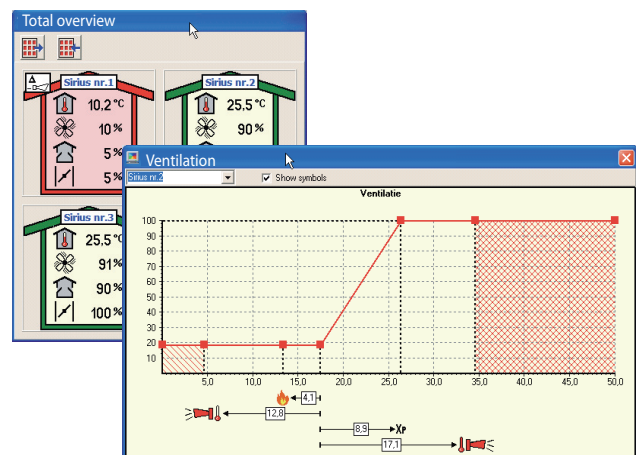 Total overview
Sirius nr.1
10.2 °C
10 %
5%
5%
Sirius nr.2
25.5 °C
90%
Sirius nr.3
25.5 °C
91%
90%
100%
Ventilation
Sirius nr.2
Show symbols
Ventilatie
100
90
80
70
60
50
40
30
20
10
5,0 10,0 15,0 20,0 25,0 30,0 35,0 40,0 45,0 50,0
4,1
12,8
8,9 XP
17,1